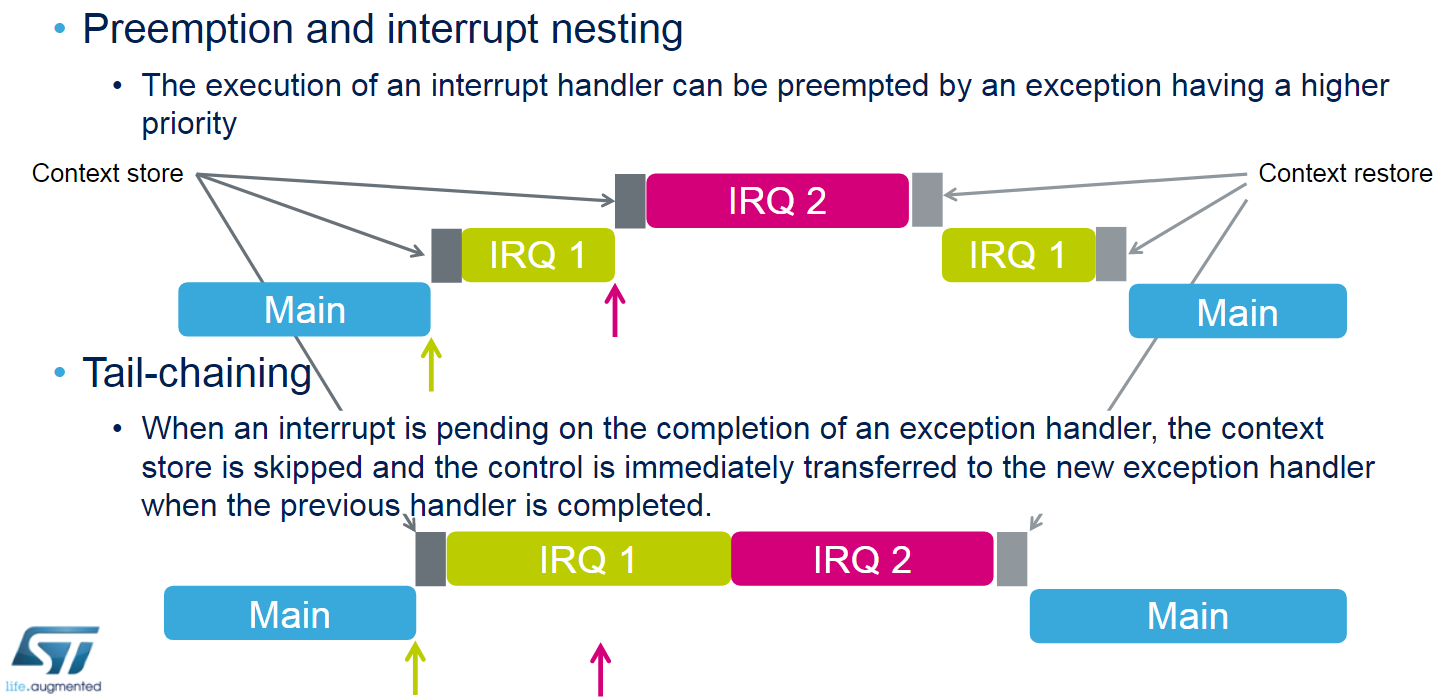 • Preemption and interrupt nesting
• The execution of an interrupt handler can be preempted by an exception having a higher
priority
Context store
Context restore
IRQ 2
IRQ 1
IRQ 1
Main
Main
• Tail-chaining
• When an interrupt is pending on the completion of an exception handler, the context
store is skipped and the control is immediately transferred to the new exception handler
when the previous handler is completed.
IRQ 1
IRQ 2
Main
Main
ST
life.augmented